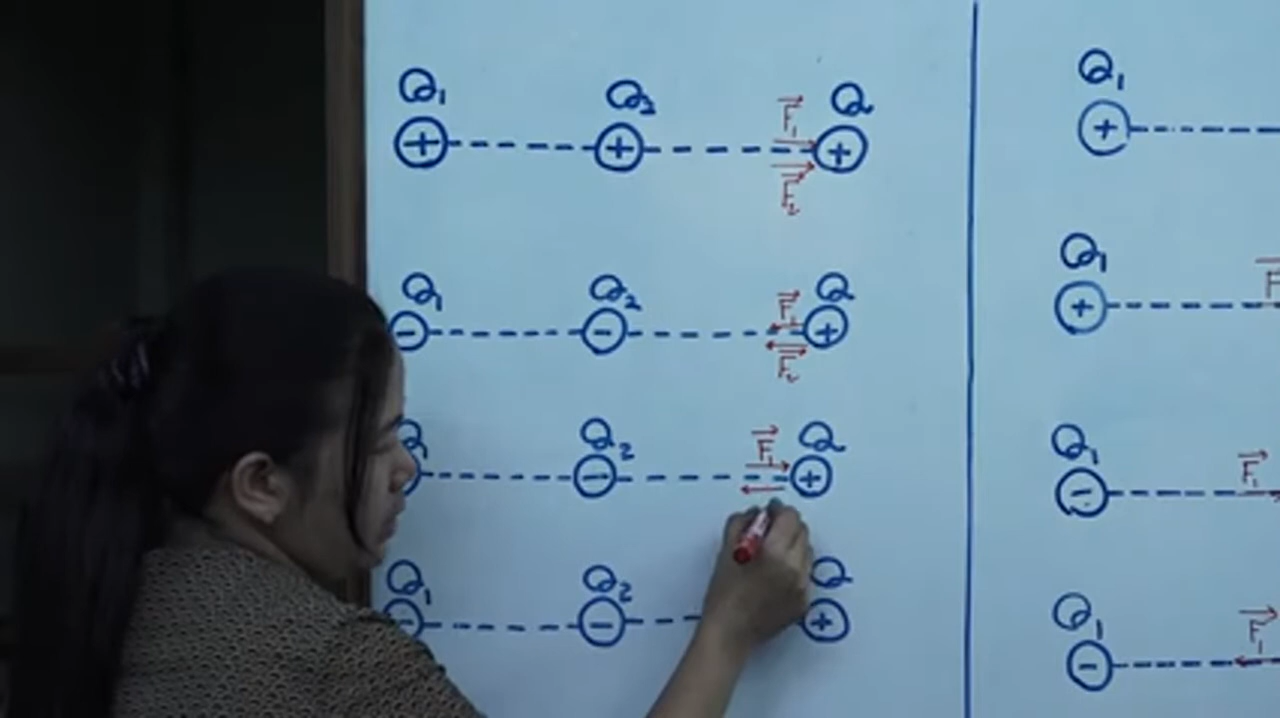 Q₁ Q₂ Q
+ + F₁ +
F₂
Q₁ Q₂ Q
- - F₁ +
F₂
Q₂ Q
- F₁ +
Q₁ Q₂ Q
- - +
Q₁
+
Q₁
+ F
Q₁
- F₁
Q₁
- F₁